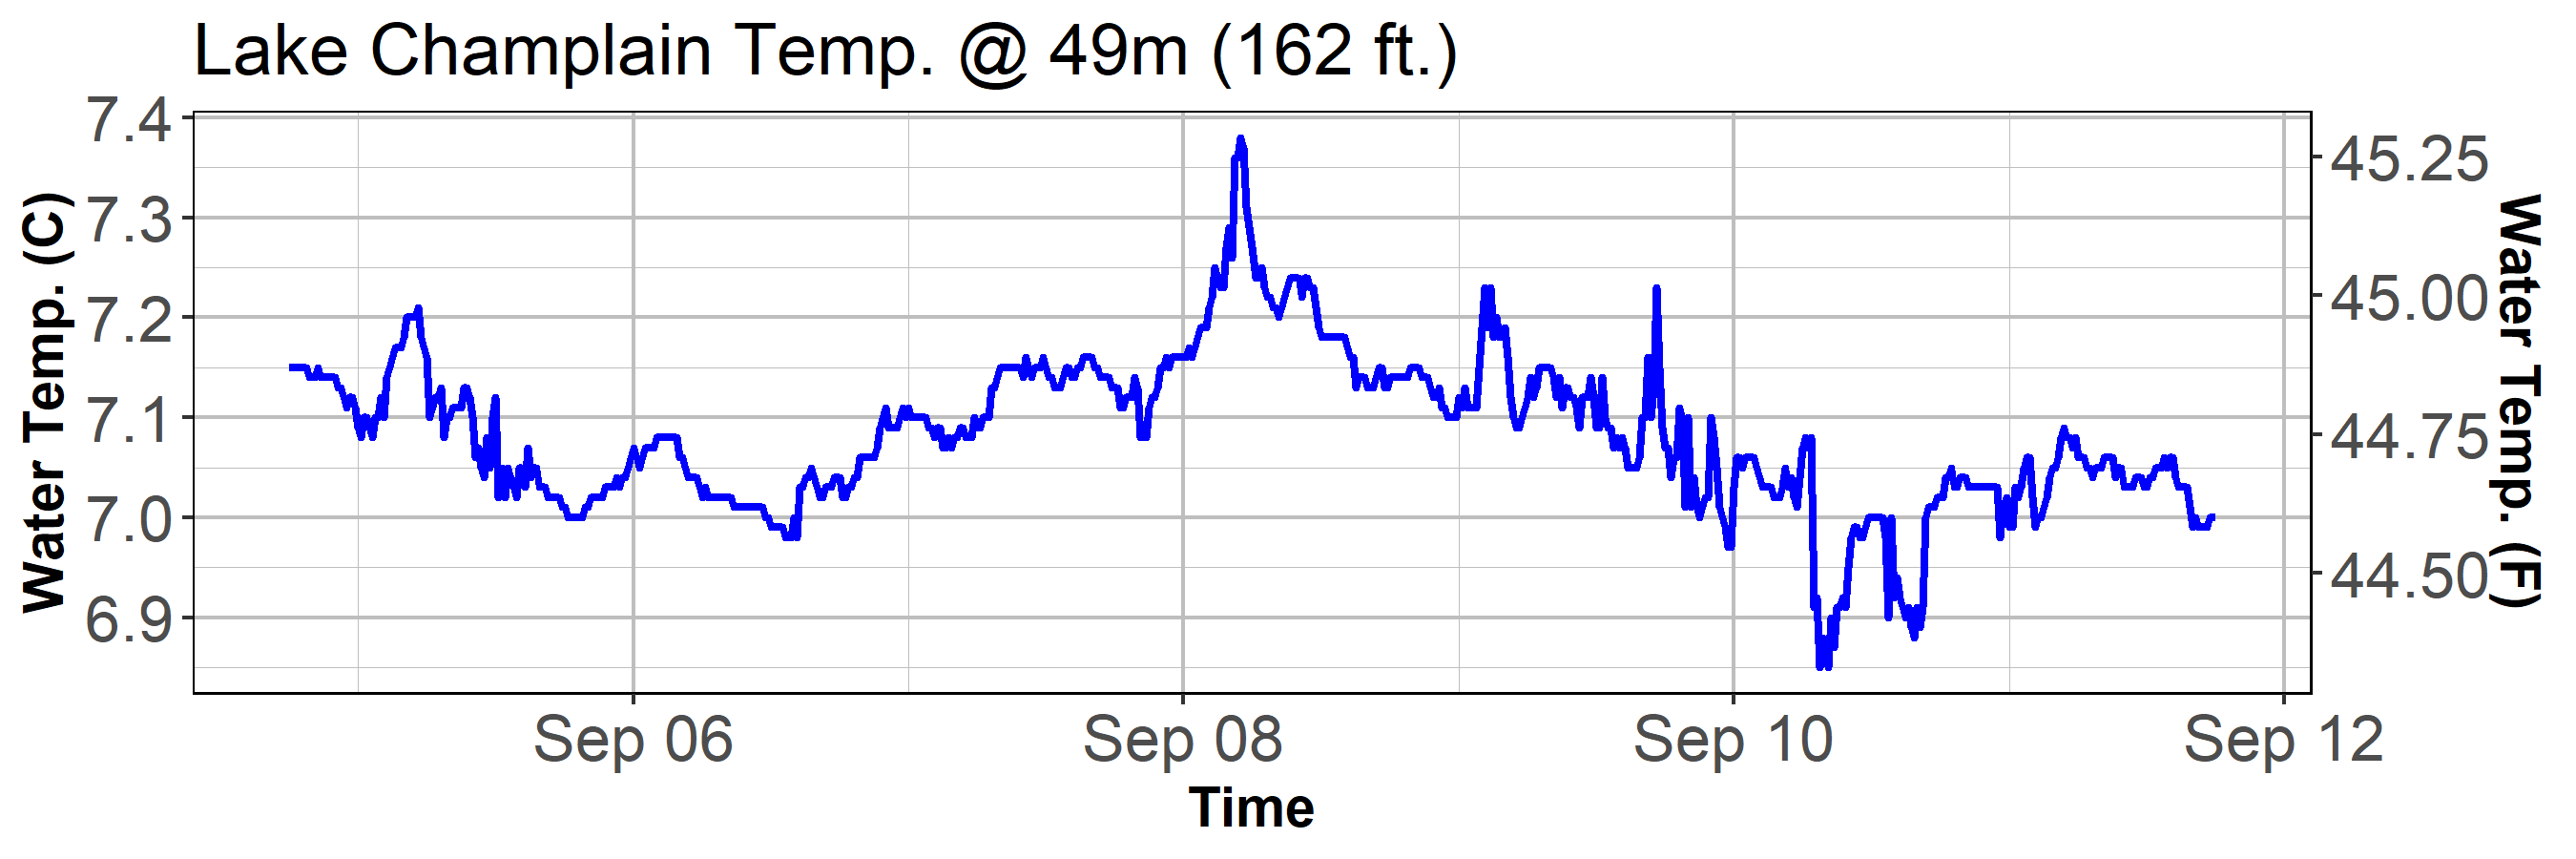 Lake Champlain Temp. @ 49m (162 ft.)
Water Temp. (C)
7.4
7.3
7.2
7.1
7.0
6.9
45.25
45.00
44.75
44.50
Water Temp. (F)
Sep 06
Sep 08
Sep 10
Sep 12
Time